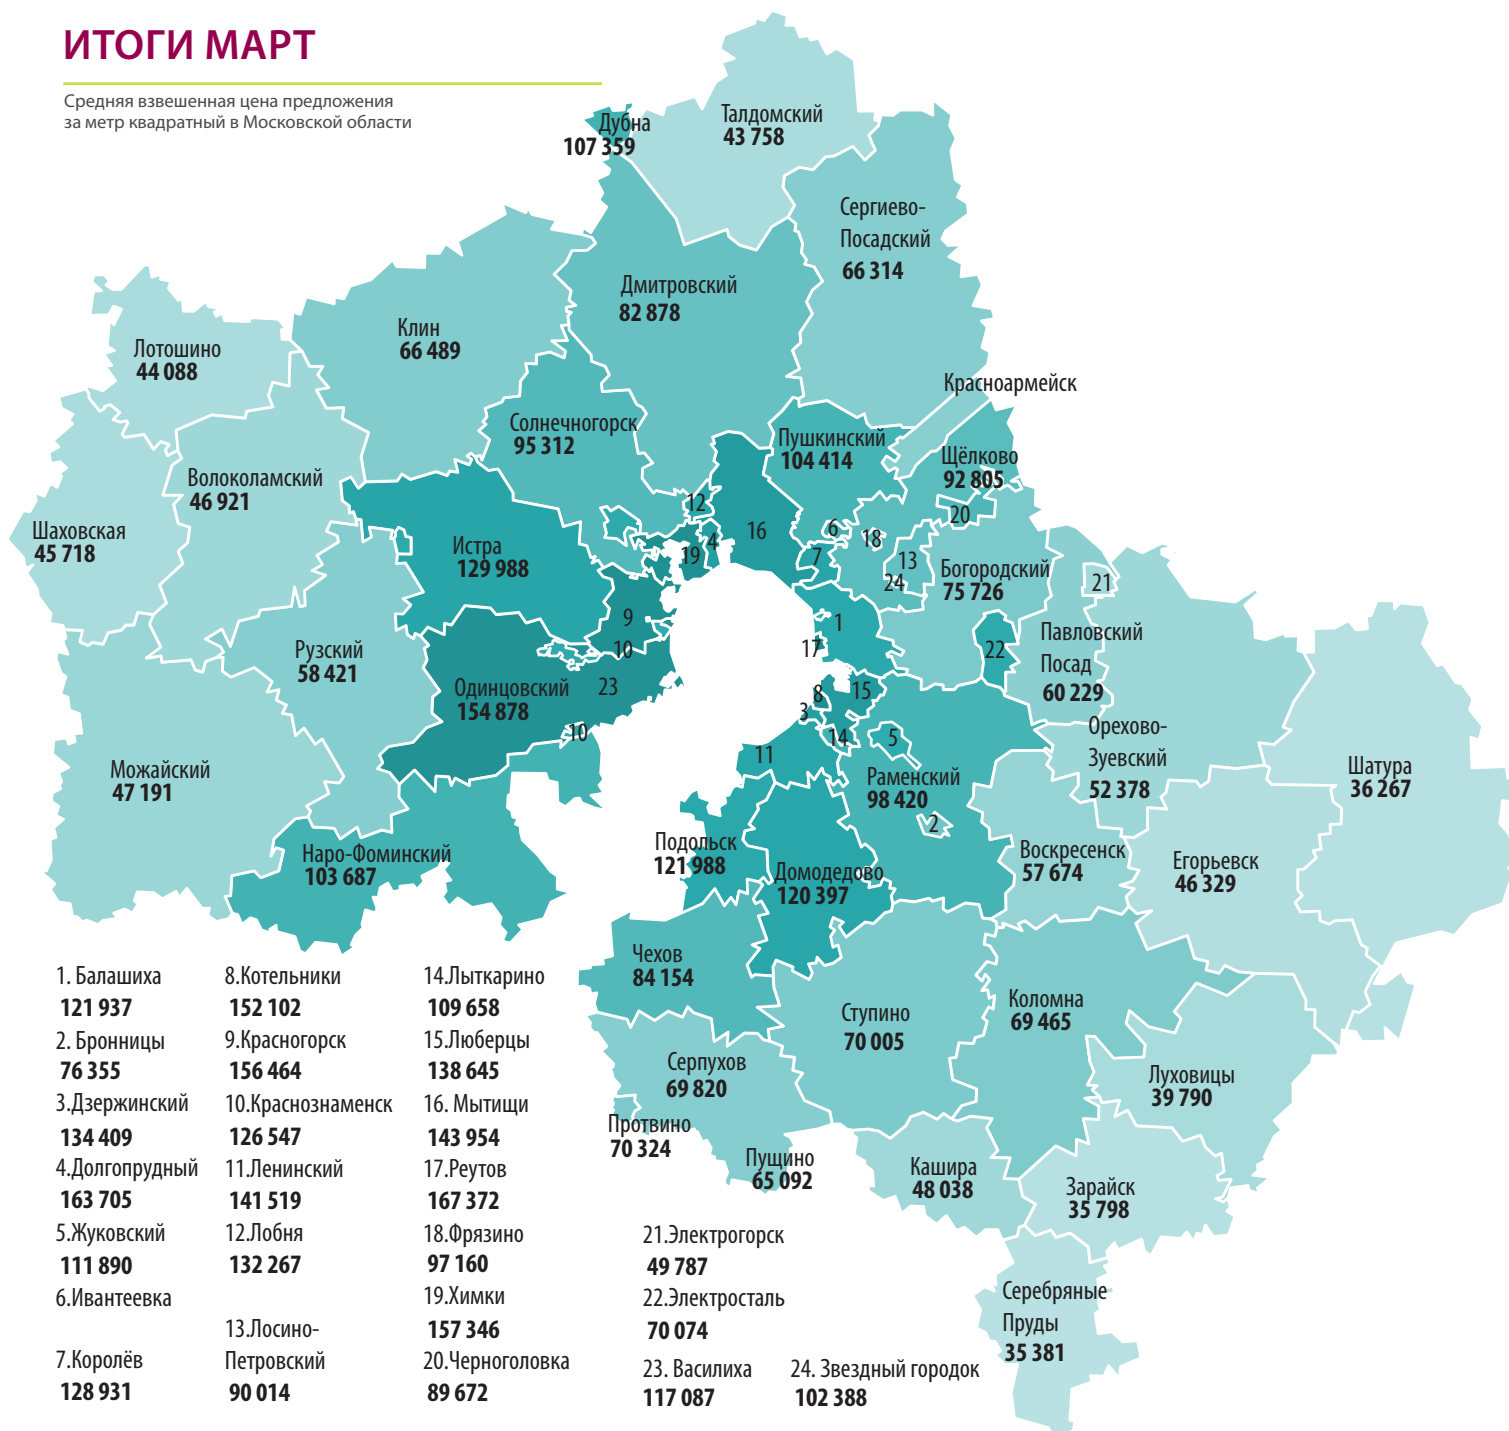 ИТОГИ МАРТ
Средняя взвешенная цена предложения
за метр квадратный в Московской области
Дубна
107 359
Талдомский
43 758
Сергиево-
Посадский
66 314
Дмитровский
82 878
Клин
66 489
Лотошино
44 088
Красноармейск
Солнечногорск
95 312
Пушкинский
104 414
Щёлково
92 805
Волоколамский
46 921
Шаховская
45 718
Истра
129 988
12
16
4
19
6
7
18
13
24
20
Богородский
75 726
21
9
10
1
17
22
Павловский
Посад
60 229
Рузский
58 421
Одинцовский
154 878
23
10
8
15
3
14
5
11
Орехово-
Зуевский
52 378
Шатура
36 267
Можайский
47 191
Раменский
98 420
2
Наро-Фоминский
103 687
Подольск
121 988
Домодедово
120 397
Воскресенск
57 674
Егорьевск
46 329
Чехов
84 154
Ступино
70 005
Коломна
69 465
Серпухов
69 820
Луховицы
39 790
Протвино
70 324
Пущино
65 092
Кашира
48 038
Зарайск
35 798
Серебряные
Пруды
35 381
1. Балашиха
121 937
2. Бронницы
76 355
3.Дзержинский
134 409
4.Долгопрудный
163 705
5.Жуковский
111 890
6.Ивантеевка
7.Королёв
128 931
8.Котельники
152 102
9.Красногорск
156 464
10.Краснознаменск
126 547
11.Ленинский
141 519
12.Лобня
132 267
13.Лосино-
Петровский
90 014
14.Лыткарино
109 658
15.Люберцы
138 645
16. Мытищи
143 954
17.Реутов
167 372
18.Фрязино
97 160
19.Химки
157 346
20.Черноголовка
89 672
21.Электрогорск
49 787
22.Электросталь
70 074
23. Василиха
117 087
24. Звездный городок
102 388